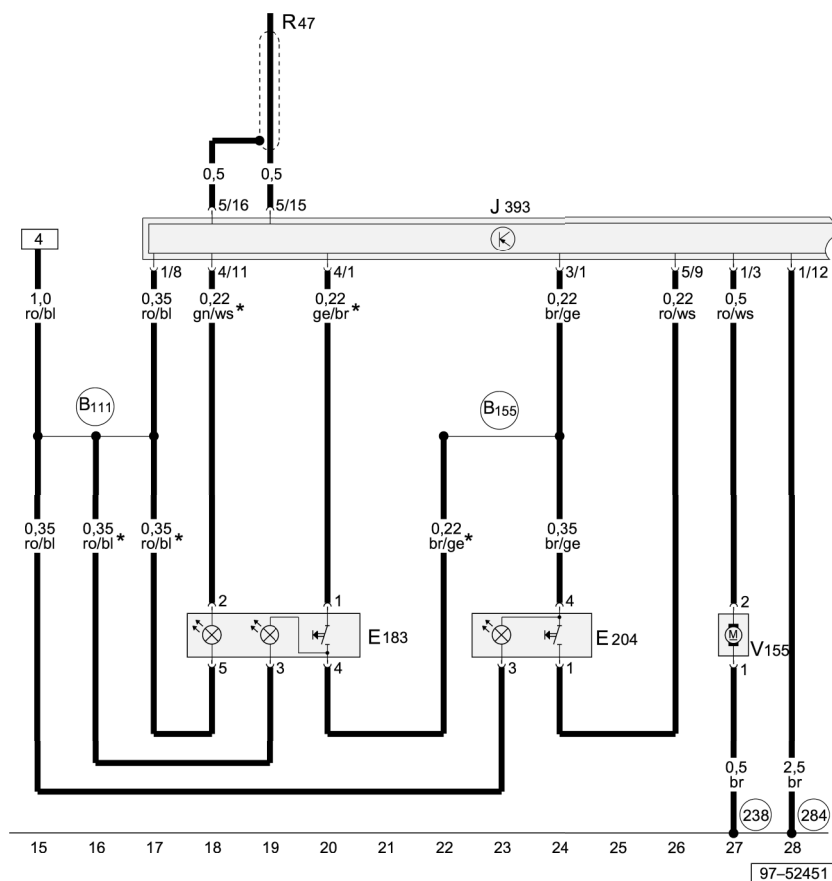 R47
0,5 0,5
5/16 5/15
J 393
4
1/8 4/11 4/1 3/1 5/9 1/3 1/12
1,0 0,35 0,22 0,22 0,22 0,22 0,5
ro/bl ro/bl gn/ws* ge/br* br/ge ro/ws ro/ws
B111 B155
0,35 0,35 0,35 0,22 0,35
ro/bl ro/bl* ro/bl* br/ge* br/ge
2 1 4 2
E183 E204 M V155
5 3 4 3 1 1
0,5 2,5
br br
238 284
15 16 17 18 19 20 21 22 23 24 25 26 27 28
97–52451